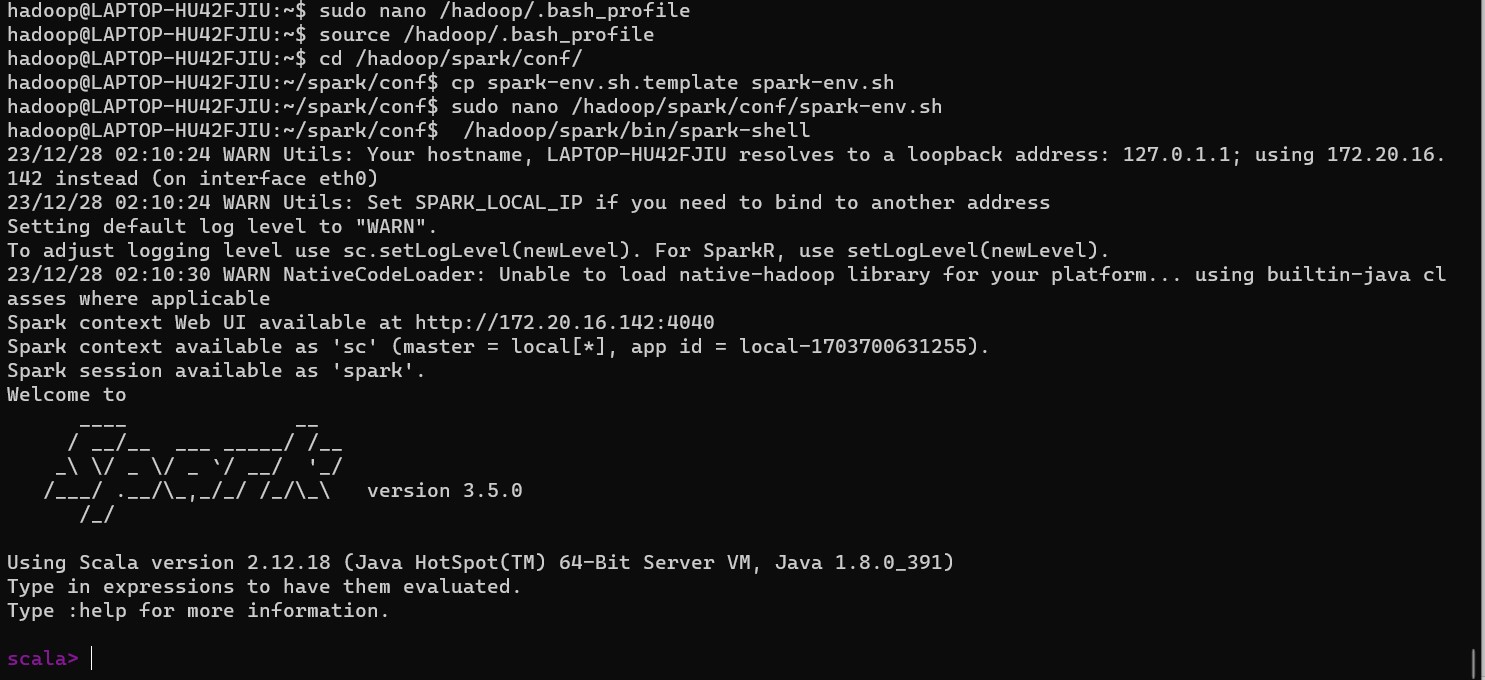 hadoop@LAPTOP-HU42FJIU:~$ sudo nano /hadoop/.bash_profile
hadoop@LAPTOP-HU42FJIU:~$ source /hadoop/.bash_profile
hadoop@LAPTOP-HU42FJIU:~$ cd /hadoop/spark/conf/
hadoop@LAPTOP-HU42FJIU:~/spark/conf$ cp spark-env.sh.template spark-env.sh
hadoop@LAPTOP-HU42FJIU:~/spark/conf$ sudo nano /hadoop/spark/conf/spark-env.sh
hadoop@LAPTOP-HU42FJIU:~/spark/conf$  /hadoop/spark/bin/spark-shell
23/12/28 02:10:24 WARN Utils: Your hostname, LAPTOP-HU42FJIU resolves to a loopback address: 127.0.1.1; using 172.20.16.
142 instead (on interface eth0)
23/12/28 02:10:24 WARN Utils: Set SPARK_LOCAL_IP if you need to bind to another address
Setting default log level to "WARN".
To adjust logging level use sc.setLogLevel(newLevel). For SparkR, use setLogLevel(newLevel).
23/12/28 02:10:30 WARN NativeCodeLoader: Unable to load native-hadoop library for your platform... using builtin-java cl
asses where applicable
Spark context Web UI available at http://172.20.16.142:4040
Spark context available as 'sc' (master = local[*], app id = local-1703700631255).
Spark session available as 'spark'.
Welcome to
      ____              __
     / __/__  ___ _____/ /__
    _\ \/ _ \/ _ `/ __/  '_/
   /___/ .__/\_,_/_/ /_/\_\   version 3.5.0
      /_/

Using Scala version 2.12.18 (Java HotSpot(TM) 64-Bit Server VM, Java 1.8.0_391)
Type in expressions to have them evaluated.
Type :help for more information.

scala>